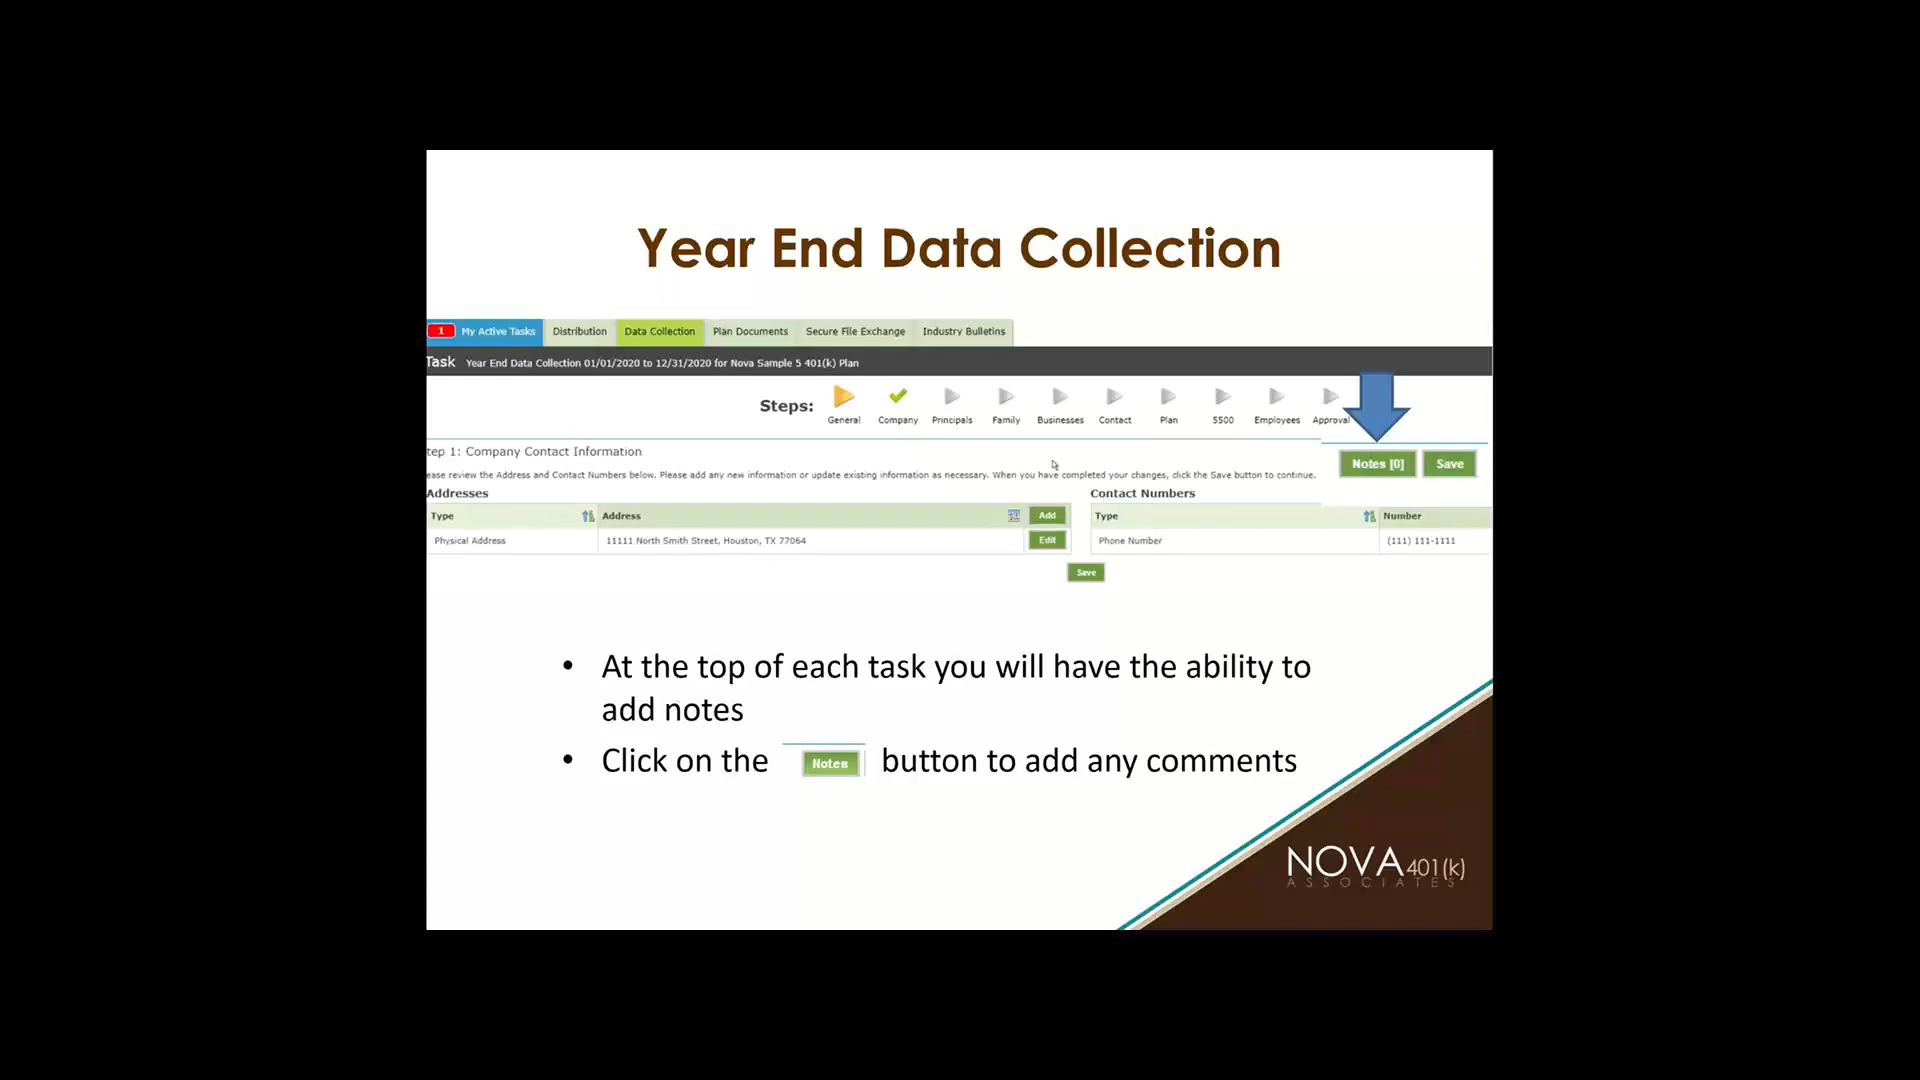 Year End Data Collection
1 My Active Tasks Distribution Data Collection Plan Documents Secure File Exchange Industry Bulletins
Task Year End Data Collection 01/01/2020 to 12/31/2020 for Nova Sample 5 401(k) Plan
Steps: General Company Principals Family Businesses Contact Plan 5500 Employees Approval
tep 1: Company Contact Information
Notes [0] Save
ease review the Address and Contact Numbers below. Please add any new information or update existing information as necessary. When you have completed your changes, click the Save button to continue.
Addresses Contact Numbers
Type Address Add Type Number
Physical Address 11111 North Smith Street, Houston, TX 77064 Edit Phone Number (111) 111-1111
Save
• At the top of each task you will have the ability to
add notes
• Click on the Notes button to add any comments
NOVA 401(k)
ASSOCIATES